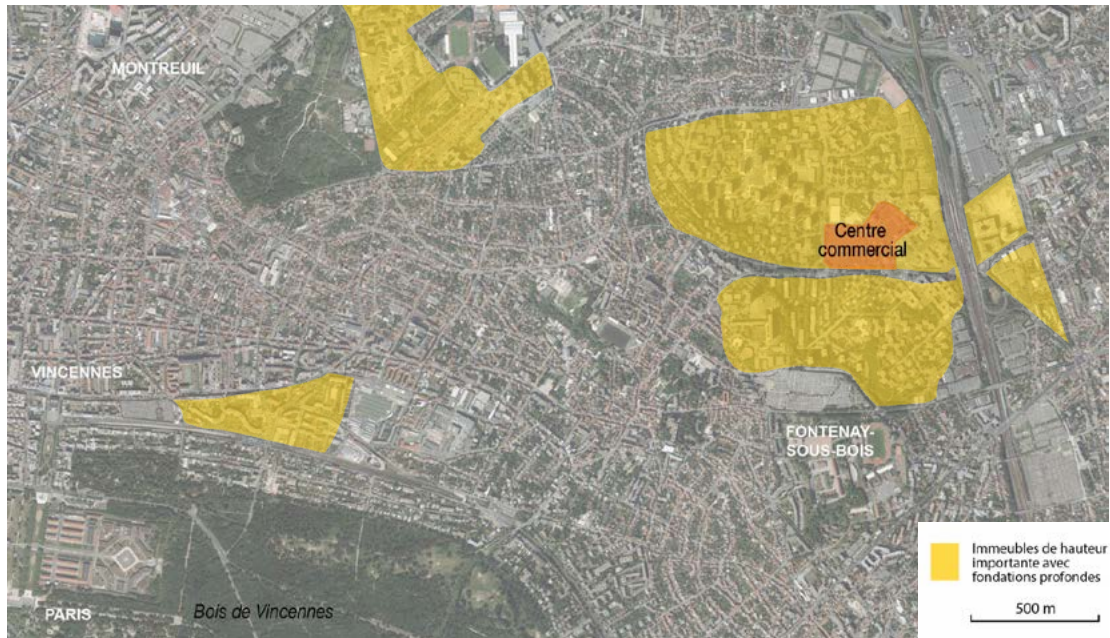 MONTREUIL
Centre
commercial
VINCENNES
FONTENAY-
SOUS-BOIS
Immeubles de hauteur
importante avec
fondations profondes
500 m
PARIS
Bois de Vincennes